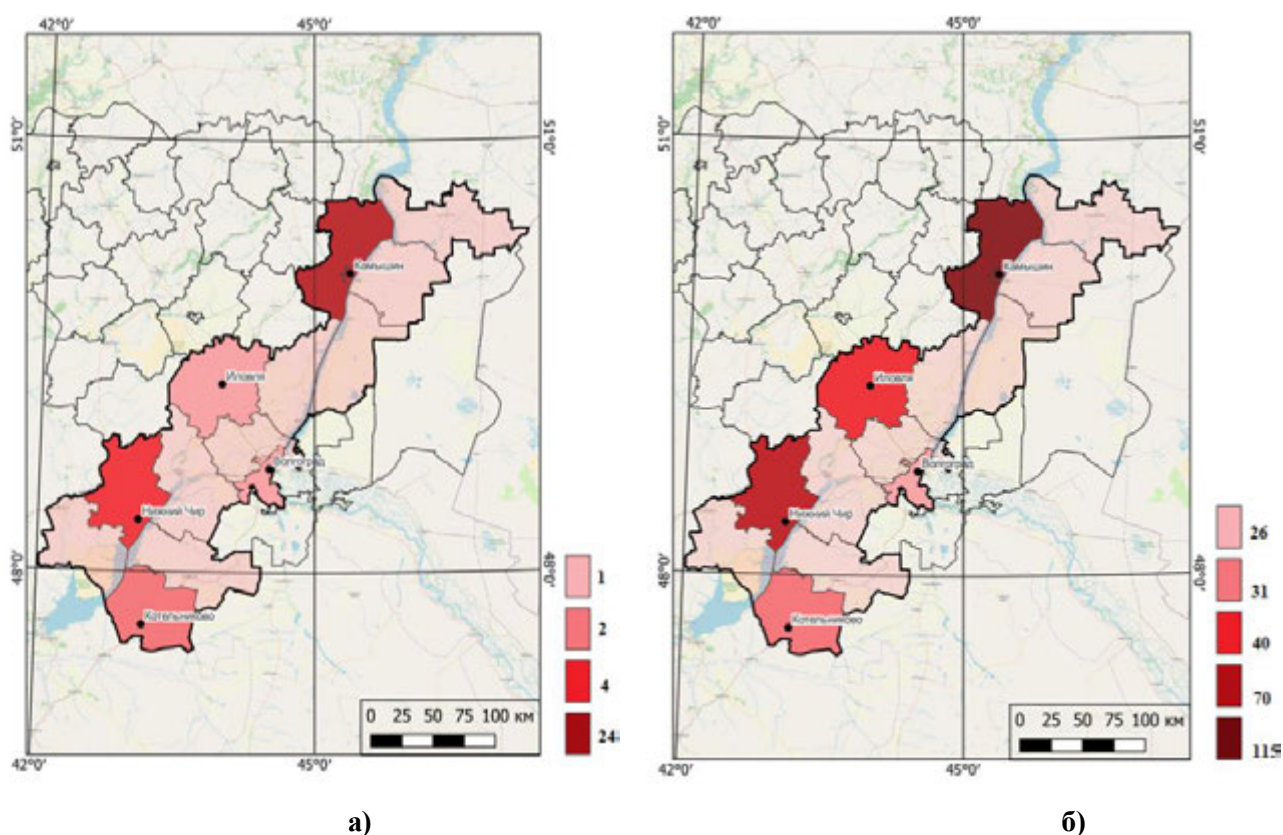 42°0′ 45°0′
51°0′ 51°0′
Камышин
Иловля
Волгоград
Нижний Чир
48°0′ 48°0′
Котельниково
1
2
4
24
0 25 50 75 100 км
42°0′ 45°0′
а)
42°0′ 45°0′
51°0′ 51°0′
Камышин
Иловля
Волгоград
Нижний Чир
48°0′ 48°0′
Котельниково
26
31
40
70
119
0 25 50 75 100 км
42°0′ 45°0′
б)